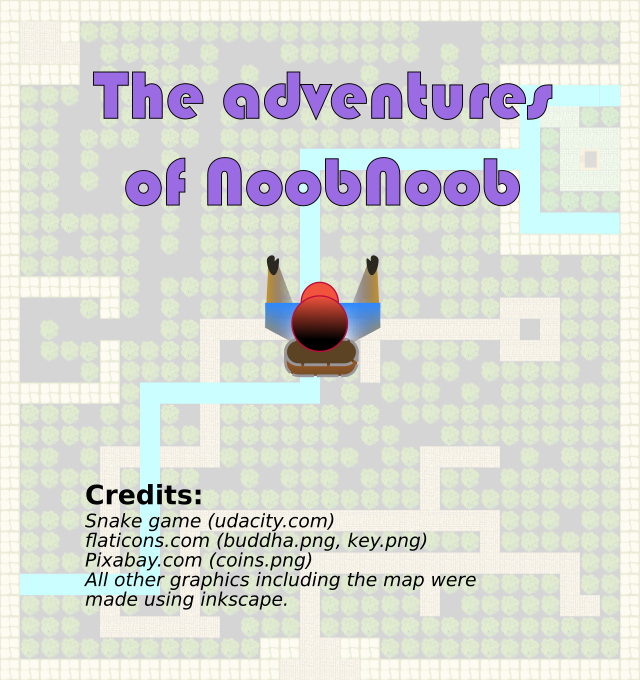 The adventures
of NoobNoob
Credits:
Snake game (udacity.com)
flaticons.com (buddha.png, key.png)
Pixabay.com (coins.png)
All other graphics including the map were
made using inkscape.